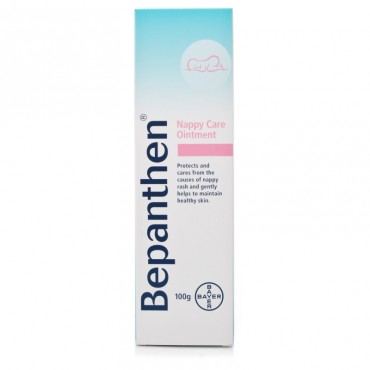 Bepanthen®
Nappy Care
Ointment
Protects and
cares from the
causes of nappy
rash and gently
helps to maintain
healthy skin.
100g
BAYER
BAYER